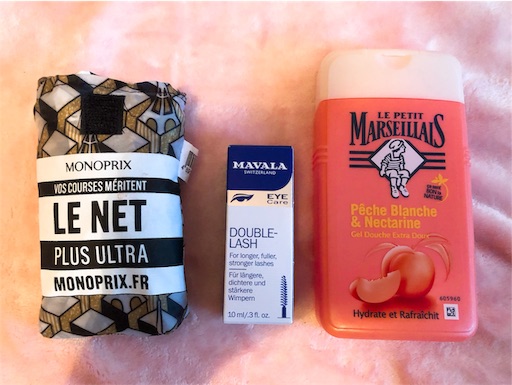 MONOPRIX
VOS COURSES MÉRITENT
LE NET
PLUS ULTRA
MONOPRIX.FR
MAVALA
SWITZERLAND
EYE
Care
DOUBLE-
LASH
For longer, fuller,
stronger lashes
Für längere,
dichtere und
stärkere
Wimpern
10 ml/.3 fl. oz.
LE PETIT
MARSEILLAIS
Pêche Blanche
& Nectarine
Gel Douche Extra Doux
Hydrate et Rafraîchit